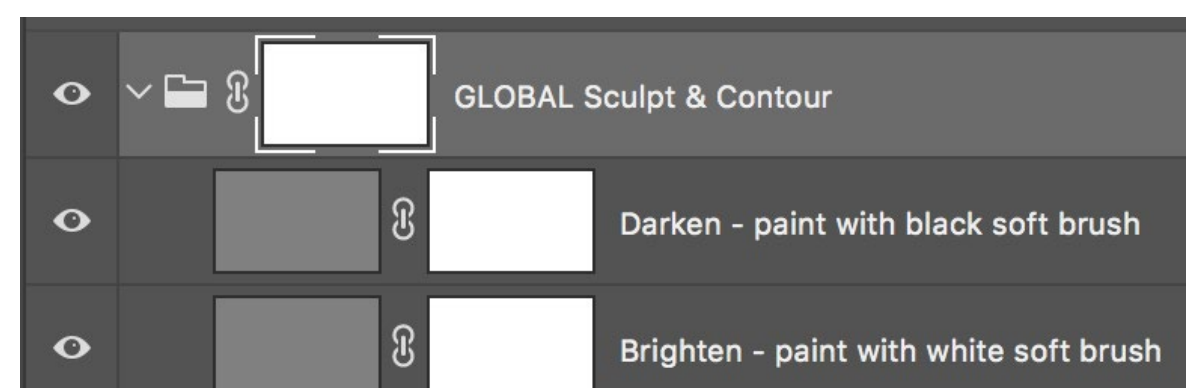 GLOBAL Sculpt & Contour
Darken - paint with black soft brush
Brighten - paint with white soft brush